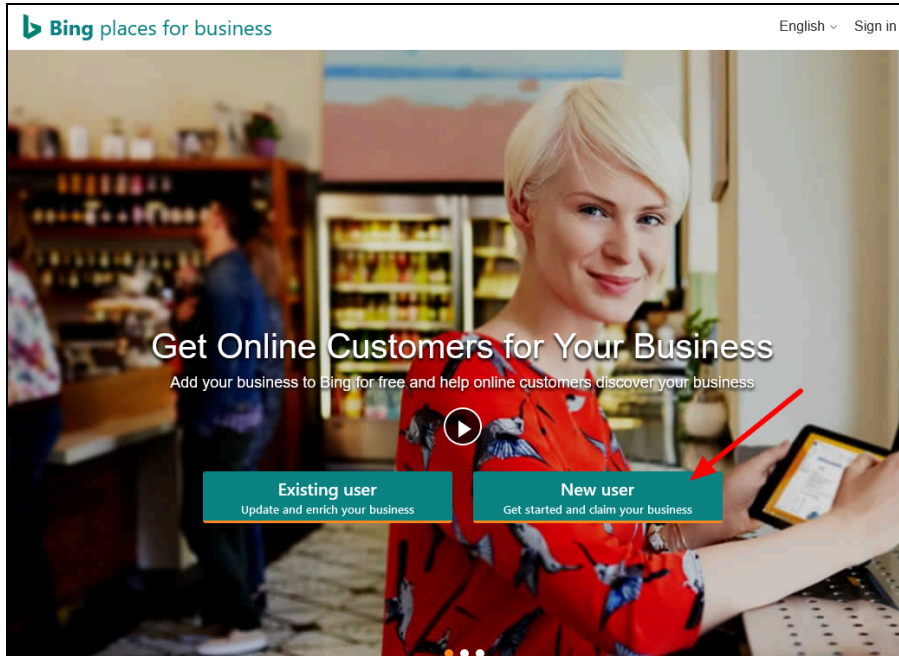 Bing places for business
English
Sign in
Get Online Customers for Your Business
Add your business to Bing for free and help online customers discover your business
Existing user
Update and enrich your business
New user
Get started and claim your business